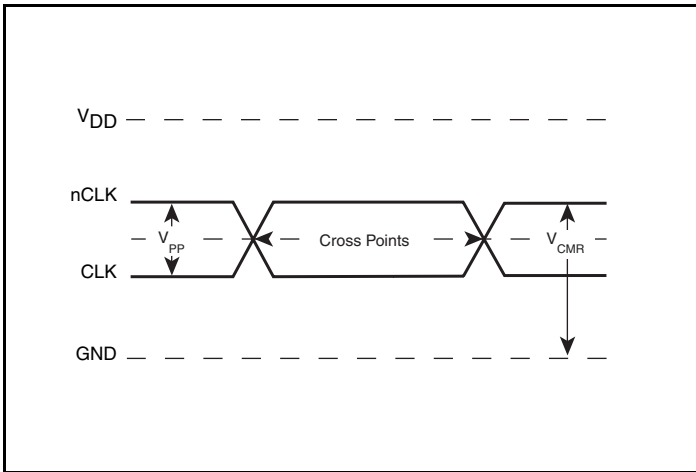 VDD
nCLK
VPP
Cross Points
VCMR
CLK
GND